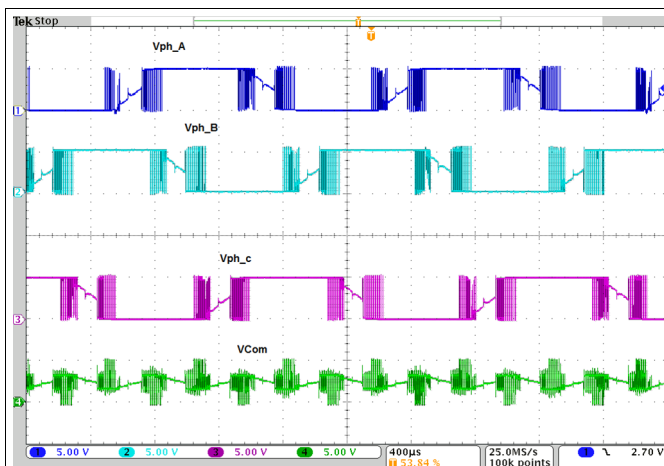 Tek Stop
T
Vph_A
1
Vph_B
2
Vph_c
3
VCom
4
1 5.00 V 2 5.00 V 3 5.00 V 4 5.00 V 400µs 25.0MS/s 1 2.70 V
T 53.84 % 100k points